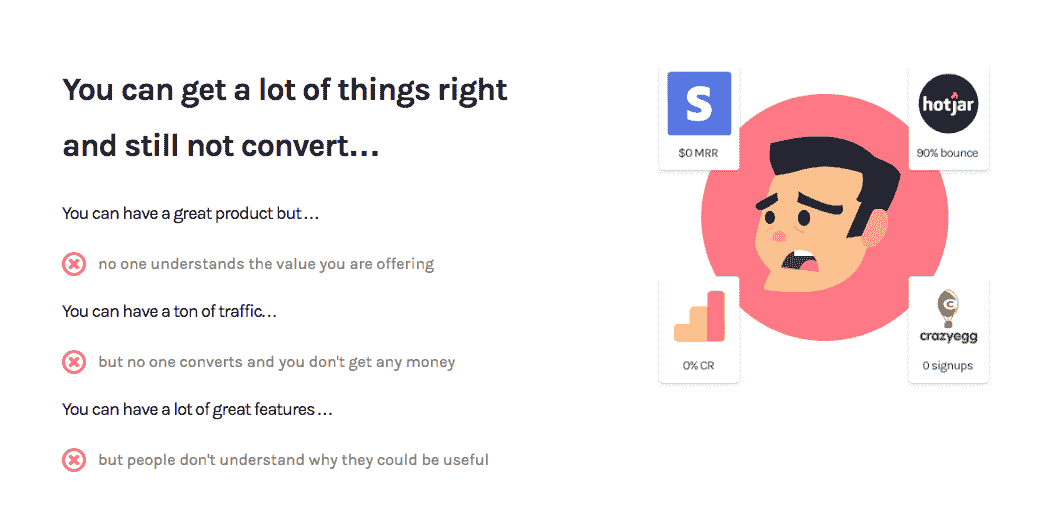 You can get a lot of things right
and still not convert...
You can have a great product but...
no one understands the value you are offering
You can have a ton of traffic...
but no one converts and you don't get any money
You can have a lot of great features...
but people don't understand why they could be useful
S
$0 MRR
hotjar
90% bounce
0% CR
crazyegg
0 signups